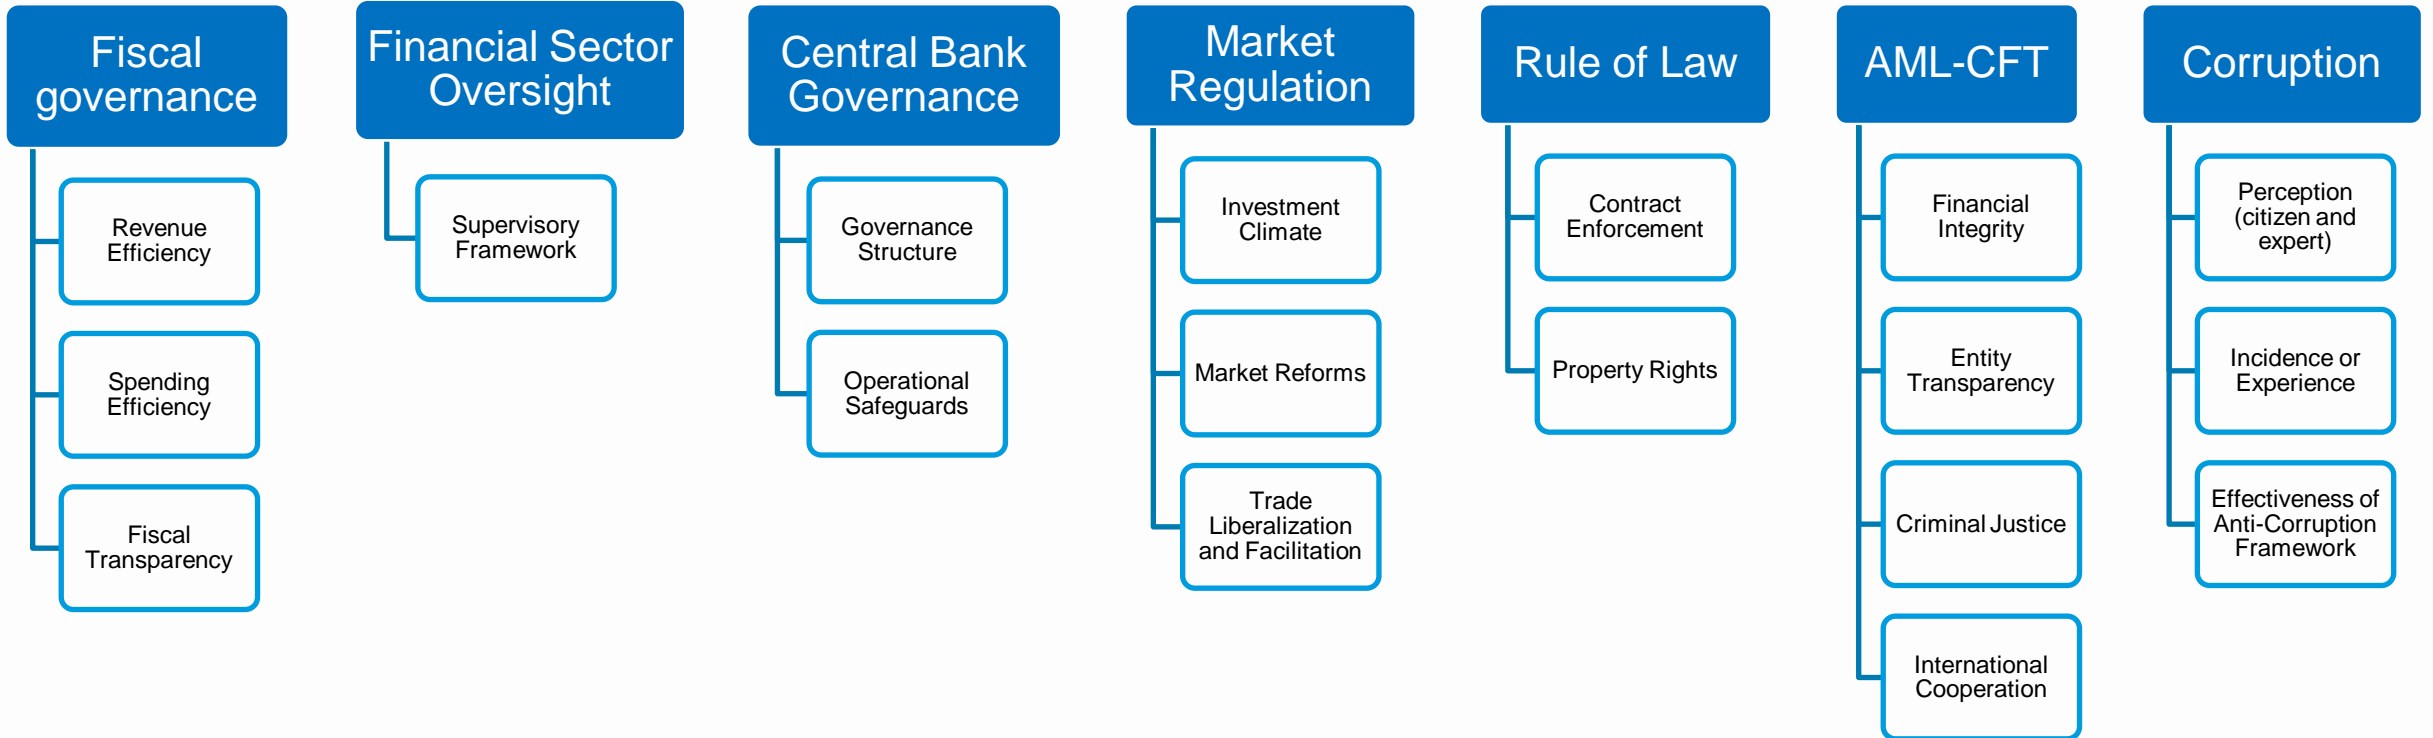 Fiscal
governance
Revenue
Efficiency
Spending
Efficiency
Fiscal
Transparency
Financial Sector
Oversight
Supervisory
Framework
Central Bank
Governance
Governance
Structure
Operational
Safeguards
Market
Regulation
Investment
Climate
Market Reforms
Trade
Liberalization
and Facilitation
Rule of Law
Contract
Enforcement
Property Rights
AML-CFT
Financial
Integrity
Entity
Transparency
Criminal Justice
International
Cooperation
Corruption
Perception
(citizen and
expert)
Incidence or
Experience
Effectiveness of
Anti-Corruption
Framework